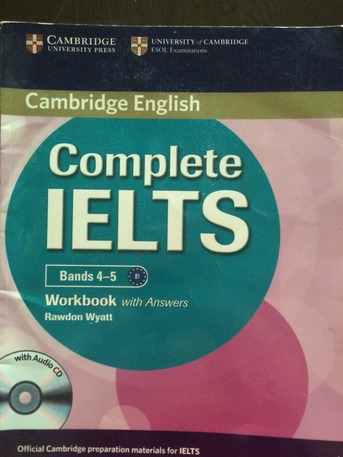 CAMBRIDGE
UNIVERSITY PRESS
UNIVERSITY of CAMBRIDGE
ESOL Examinations
Cambridge English
Complete
IELTS
Bands 4–5
B1
Workbook with Answers
Rawdon Wyatt
with Audio CD
Official Cambridge preparation materials for IELTS